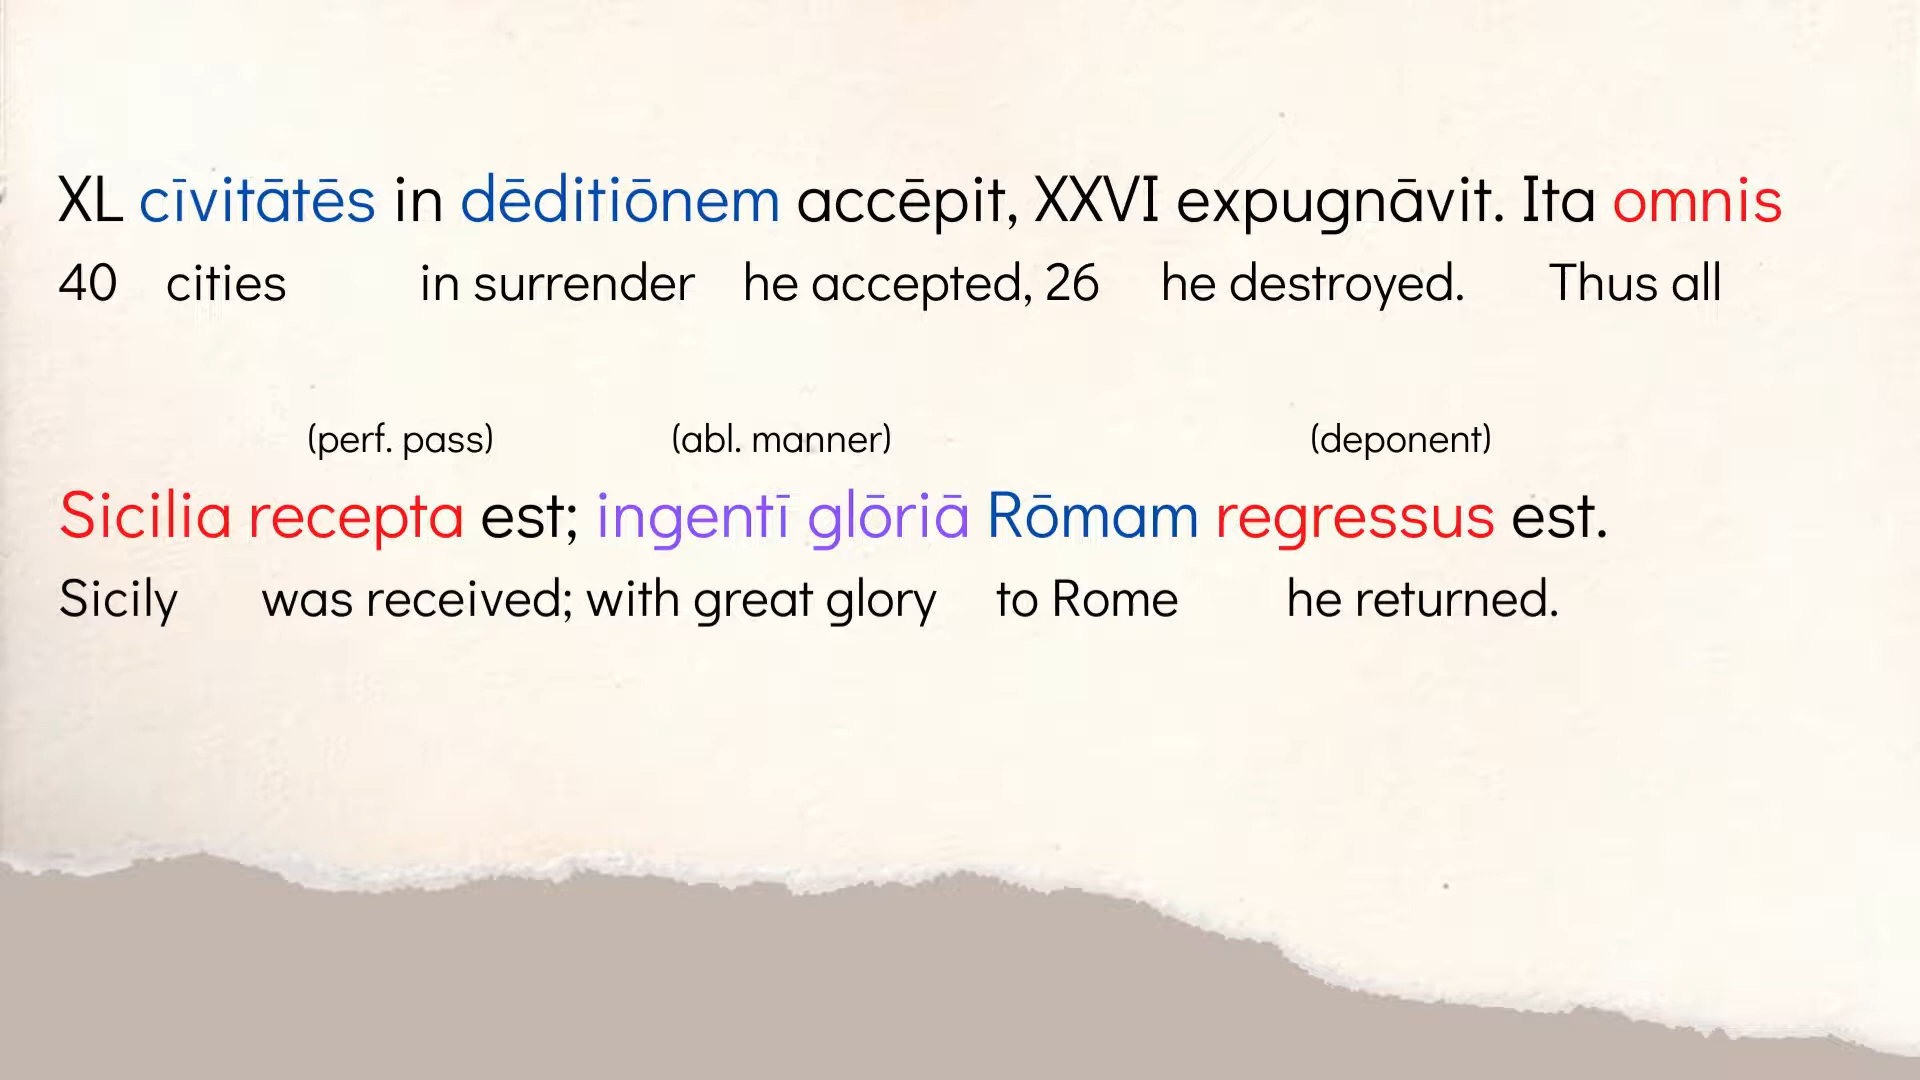 XL cīvitātēs in dēditiōnem accēpit, XXVI expugnāvit. Ita omnis
40 cities in surrender he accepted, 26 he destroyed. Thus all
(perf. pass) (abl. manner) (deponent)
Sicilia recepta est; ingentī glōriā Rōmam regressus est.
Sicily was received; with great glory to Rome he returned.